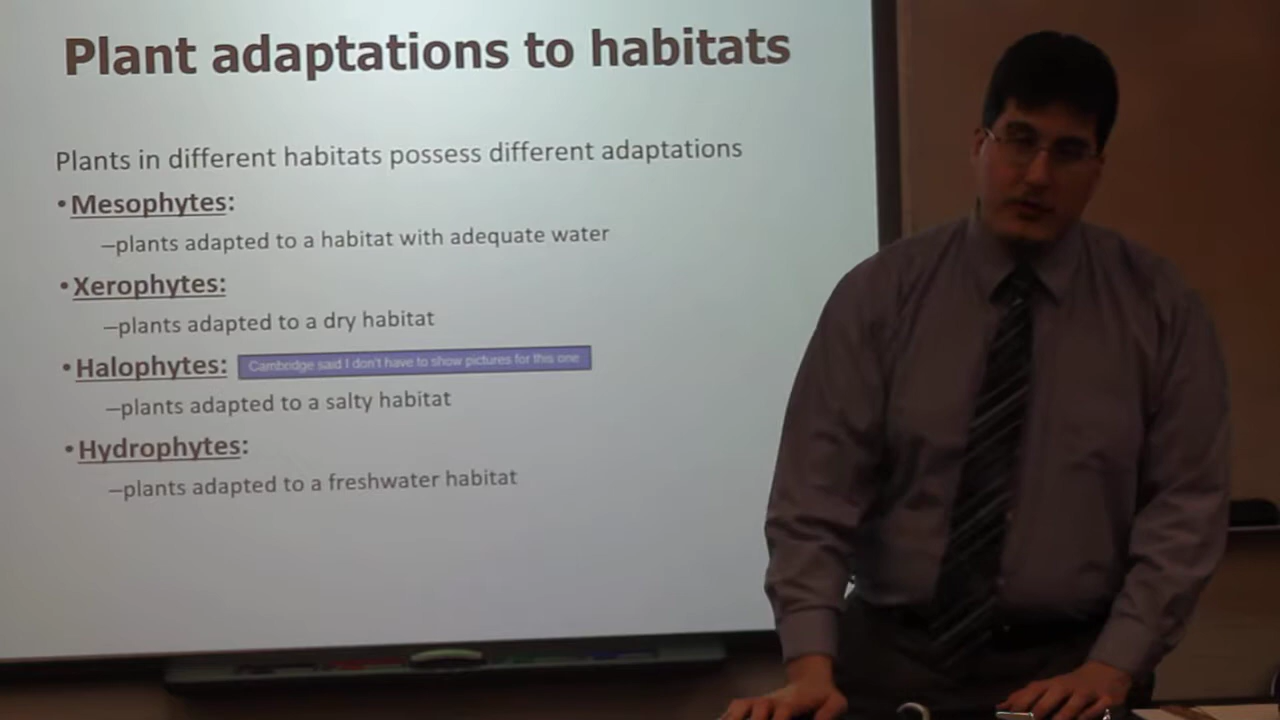 Plant adaptations to habitats
Plants in different habitats possess different adaptations
•Mesophytes:
–plants adapted to a habitat with adequate water
•Xerophytes:
–plants adapted to a dry habitat
•Halophytes: Cambridge said I don't have to show pictures for this one
–plants adapted to a salty habitat
•Hydrophytes:
–plants adapted to a freshwater habitat